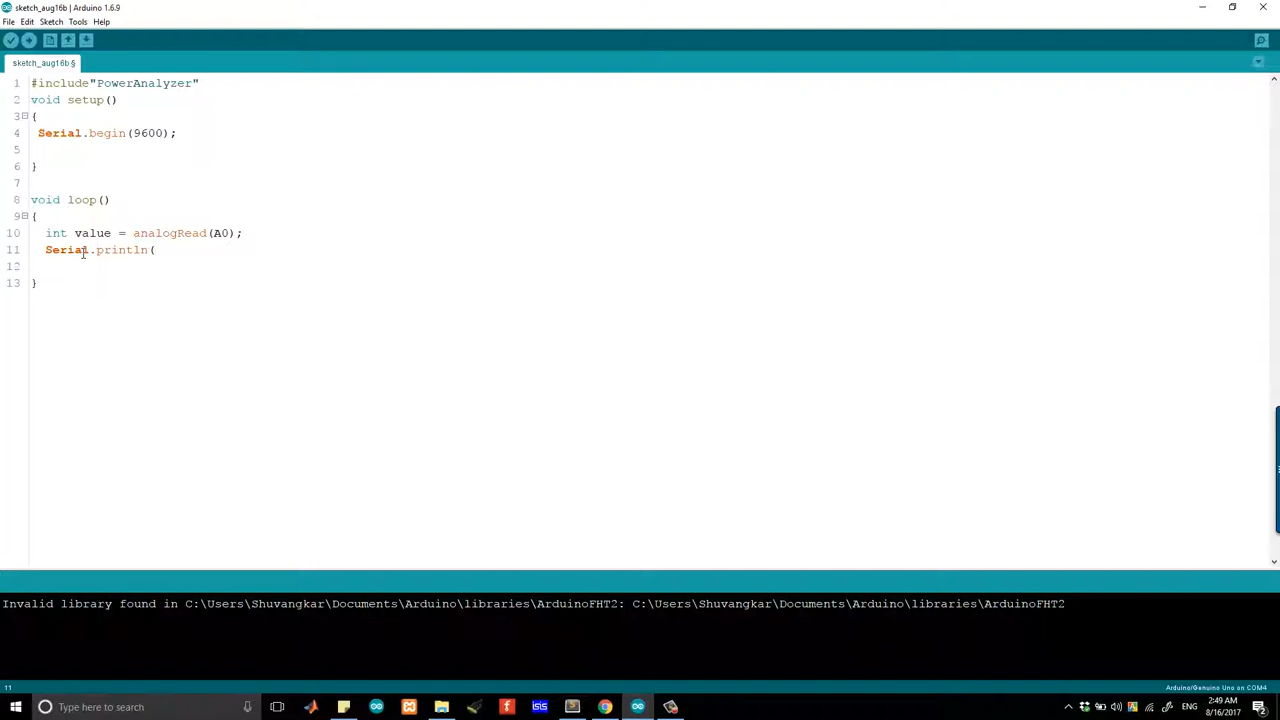 sketch_aug16b | Arduino 1.6.9
File Edit Sketch Tools Help
sketch_aug16b §
1 #include"PowerAnalyzer"
2 void setup()
3 {
4 Serial.begin(9600);
5
6 }
7
8 void loop()
9 {
10 int value = analogRead(A0);
11 Serial.println(
12
13 }
Invalid library found in C:\Users\Shuvangkar\Documents\Arduino\libraries\ArduinoFHT2: C:\Users\Shuvangkar\Documents\Arduino\libraries\ArduinoFHT2
11 Arduino/Genuino Uno on COM4
Type here to search
isis
ENG
2:49 AM
8/16/2017
2